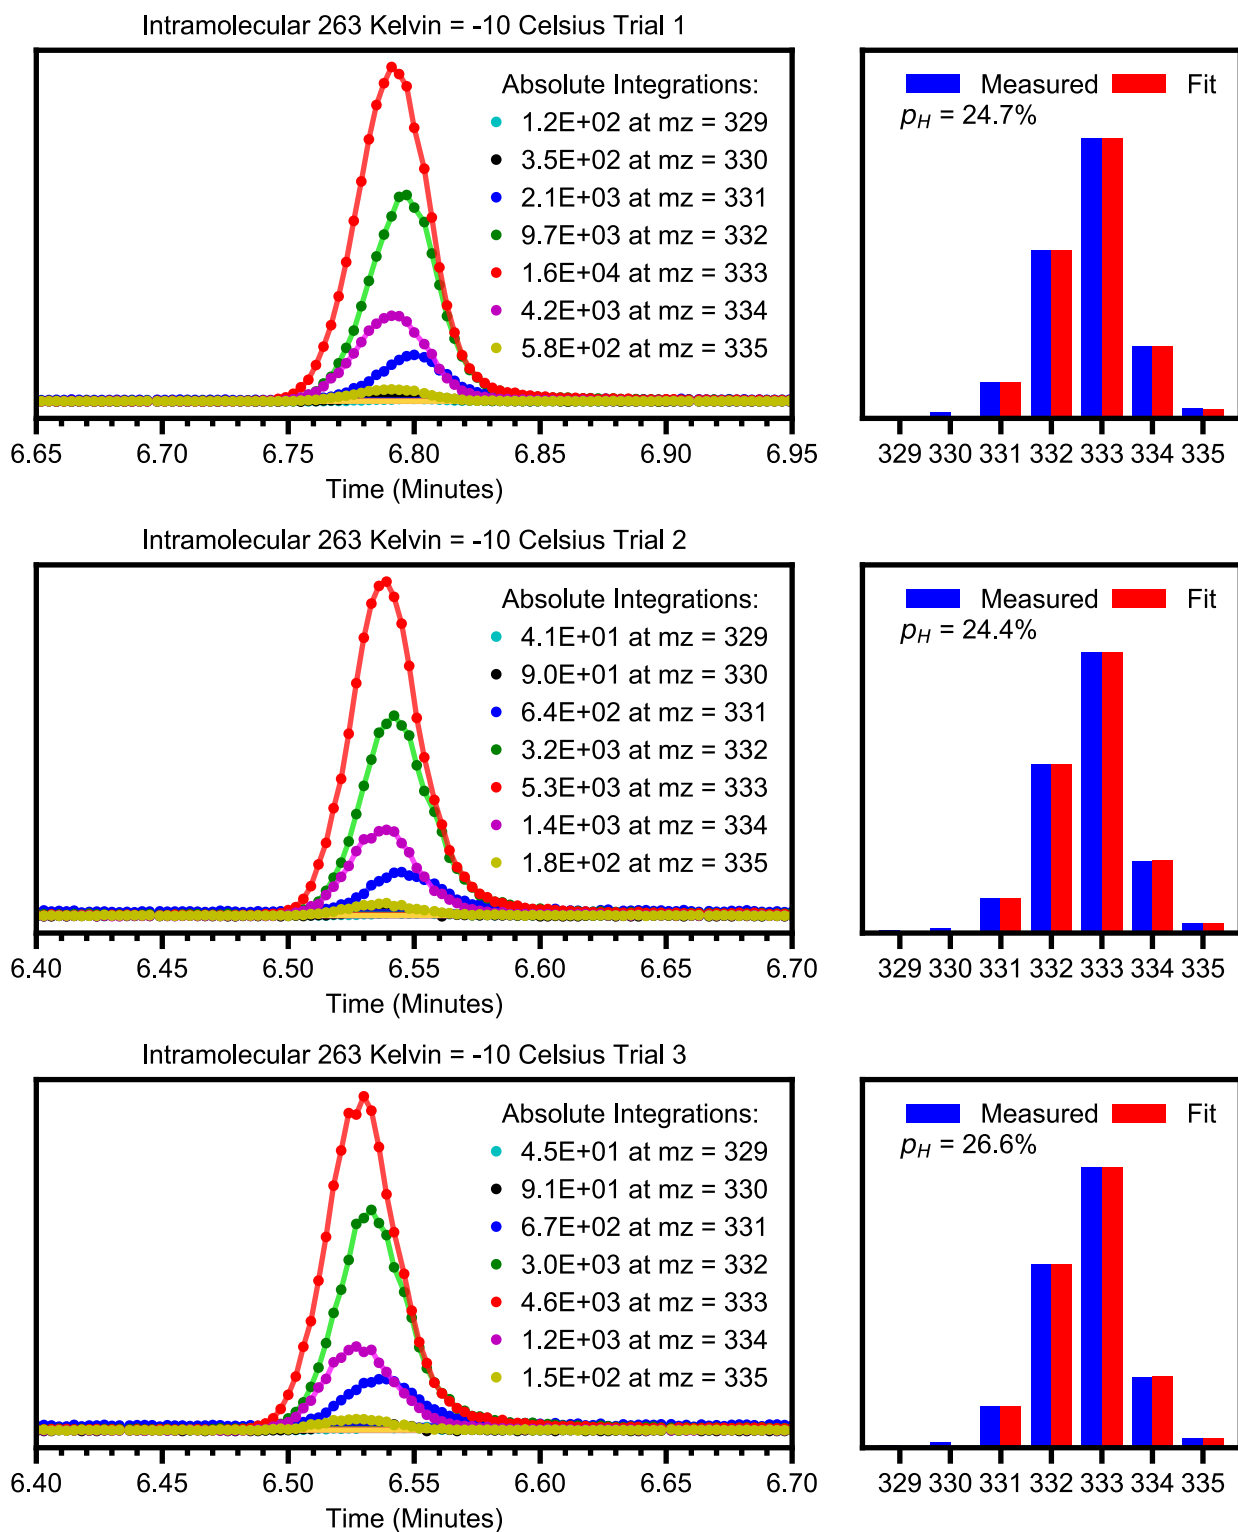 Intramolecular 263 Kelvin = -10 Celsius Trial 1
Absolute Integrations:
1.2E+02 at mz = 329
3.5E+02 at mz = 330
2.1E+03 at mz = 331
9.7E+03 at mz = 332
1.6E+04 at mz = 333
4.2E+03 at mz = 334
5.8E+02 at mz = 335
6.65 6.70 6.75 6.80 6.85 6.90 6.95
Time (Minutes)
Measured Fit
p_H = 24.7%
329 330 331 332 333 334 335
Intramolecular 263 Kelvin = -10 Celsius Trial 2
Absolute Integrations:
4.1E+01 at mz = 329
9.0E+01 at mz = 330
6.4E+02 at mz = 331
3.2E+03 at mz = 332
5.3E+03 at mz = 333
1.4E+03 at mz = 334
1.8E+02 at mz = 335
6.40 6.45 6.50 6.55 6.60 6.65 6.70
Time (Minutes)
Measured Fit
p_H = 24.4%
329 330 331 332 333 334 335
Intramolecular 263 Kelvin = -10 Celsius Trial 3
Absolute Integrations:
4.5E+01 at mz = 329
9.1E+01 at mz = 330
6.7E+02 at mz = 331
3.0E+03 at mz = 332
4.6E+03 at mz = 333
1.2E+03 at mz = 334
1.5E+02 at mz = 335
6.40 6.45 6.50 6.55 6.60 6.65 6.70
Time (Minutes)
Measured Fit
p_H = 26.6%
329 330 331 332 333 334 335